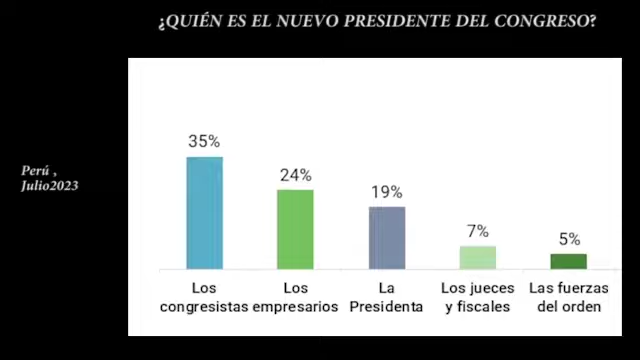 ¿QUIÉN ES EL NUEVO PRESIDENTE DEL CONGRESO?
Perú ,
Julio2023
35%
24%
19%
7%
5%
Los
congresistas
Los
empresarios
La
Presidenta
Los jueces
y fiscales
Las fuerzas
del orden